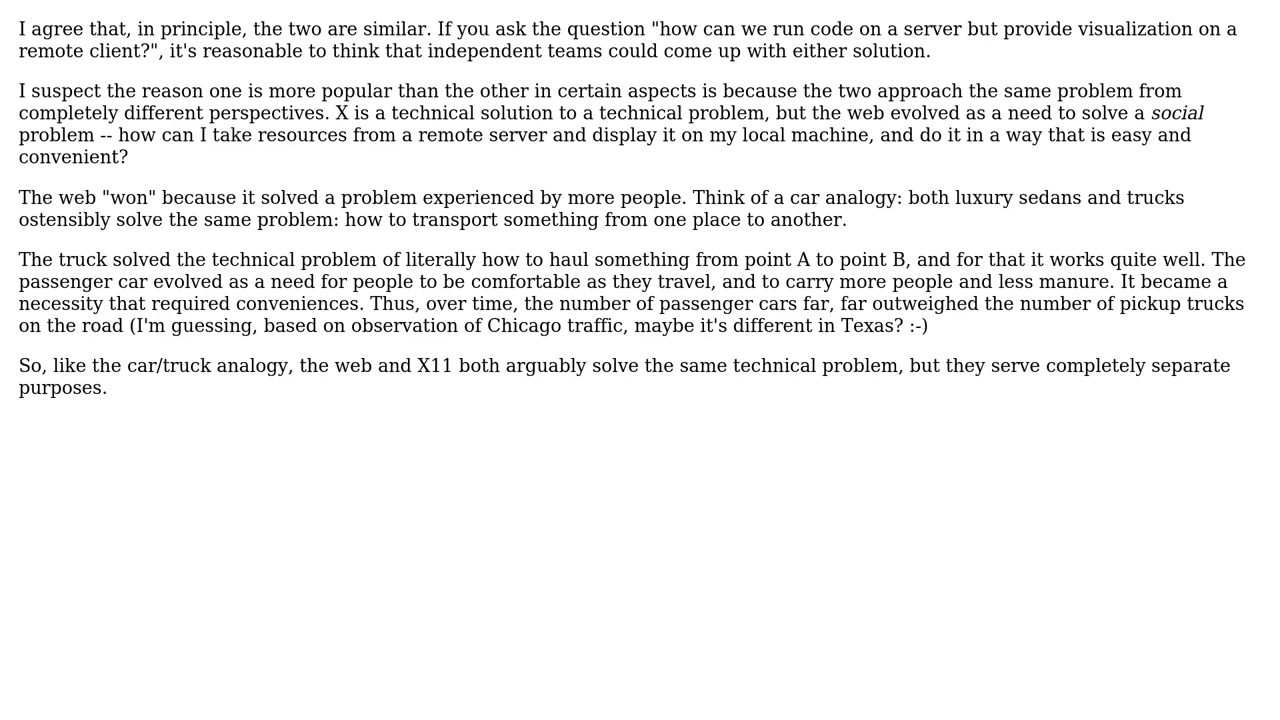 I agree that, in principle, the two are similar. If you ask the question "how can we run code on a server but provide visualization on a
remote client?", it's reasonable to think that independent teams could come up with either solution.
I suspect the reason one is more popular than the other in certain aspects is because the two approach the same problem from
completely different perspectives. X is a technical solution to a technical problem, but the web evolved as a need to solve a social
problem -- how can I take resources from a remote server and display it on my local machine, and do it in a way that is easy and
convenient?
The web "won" because it solved a problem experienced by more people. Think of a car analogy: both luxury sedans and trucks
ostensibly solve the same problem: how to transport something from one place to another.
The truck solved the technical problem of literally how to haul something from point A to point B, and for that it works quite well. The
passenger car evolved as a need for people to be comfortable as they travel, and to carry more people and less manure. It became a
necessity that required conveniences. Thus, over time, the number of passenger cars far, far outweighed the number of pickup trucks
on the road (I'm guessing, based on observation of Chicago traffic, maybe it's different in Texas? :-)
So, like the car/truck analogy, the web and X11 both arguably solve the same technical problem, but they serve completely separate
purposes.